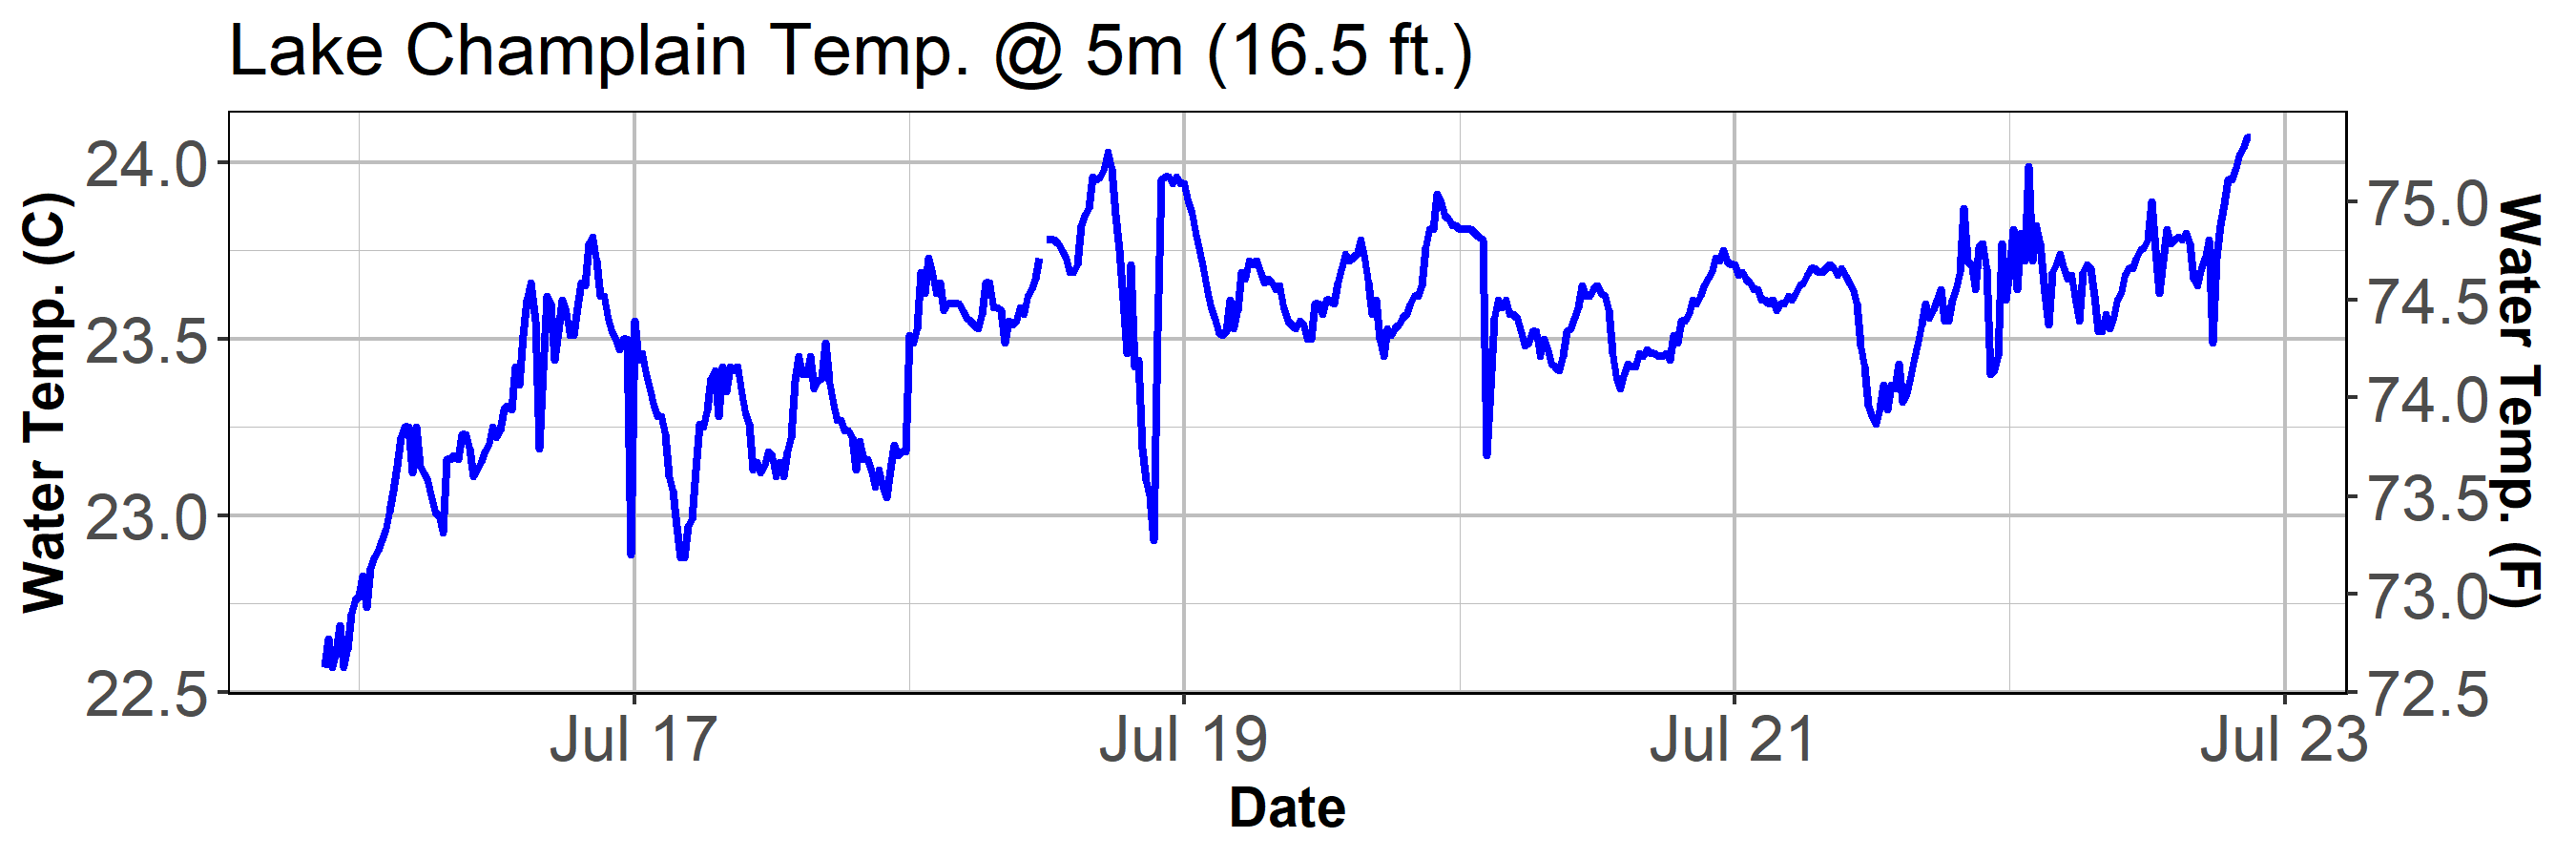 Lake Champlain Temp. @ 5m (16.5 ft.)
Water Temp. (C)
24.0
23.5
23.0
22.5
75.0
74.5
74.0
73.5
73.0
72.5
Water Temp. (F)
Jul 17 Jul 19 Jul 21 Jul 23
Date